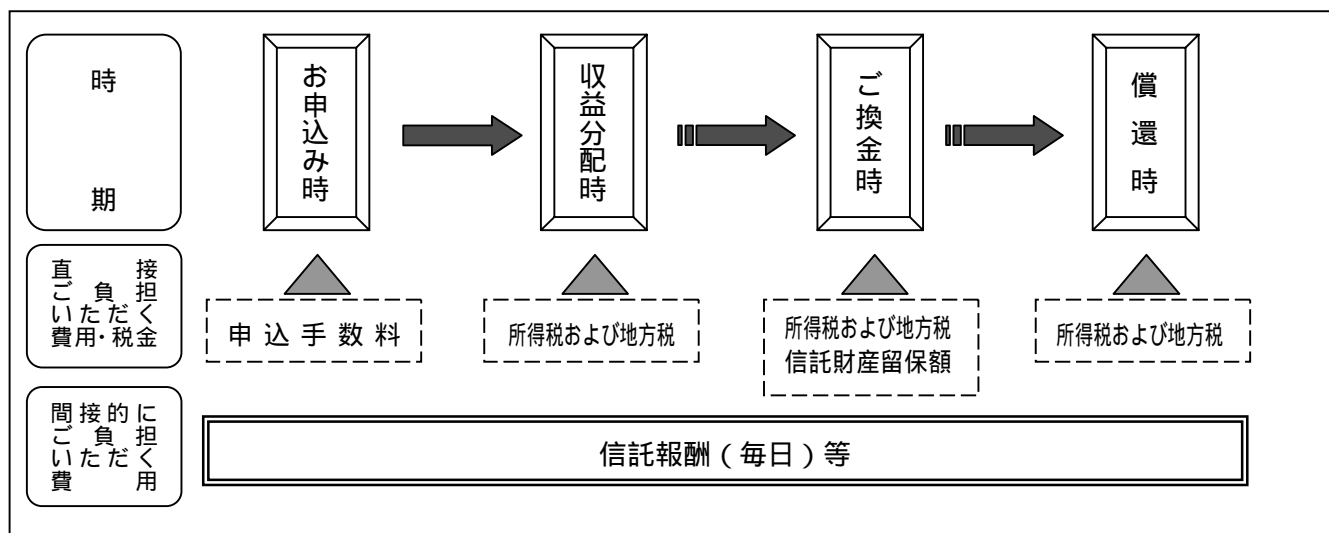 時期
お申込み時
収益分配時
ご換金時
償還時
直接
ご負担
いただく
費用・税金
申込手数料
所得税および地方税
所得税および地方税
信託財産留保額
所得税および地方税
間接的に
ご負担
いただく
費用
信託報酬(毎日)等